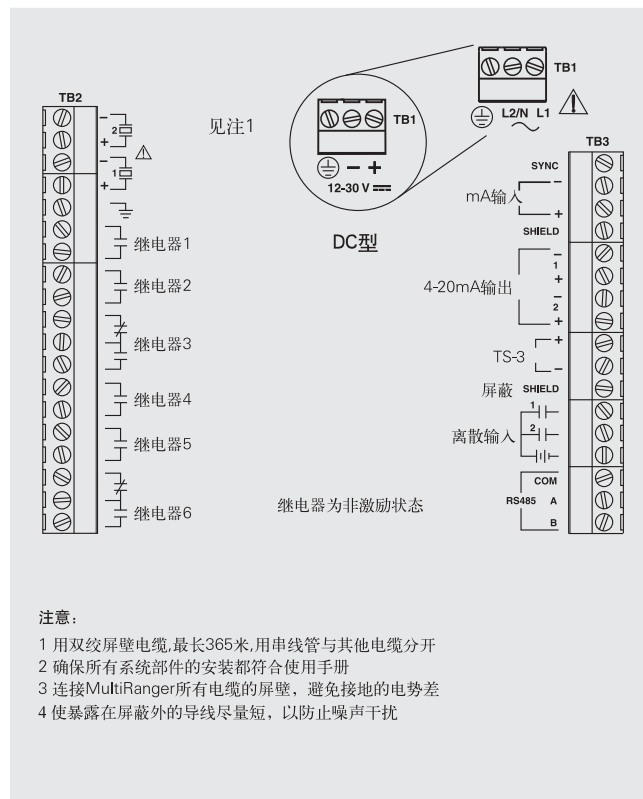 TB2
-
2
+
-
1
+
见注1
继电器1
继电器2
继电器3
继电器4
继电器5
继电器6
TB1
- +
12-30 V
DC型
TB1
L2/N L1
TB3
SYNC
-
mA输入
+
SHIELD
-
1
+
4-20mA输出
-
2
+
+
TS-3
-
屏蔽 SHIELD
1
离散输入 2
COM
RS485 A
B
继电器为非激励状态
注意：
1 用双绞屏壁电缆,最长365米,用串线管与其他电缆分开
2 确保所有系统部件的安装都符合使用手册
3 连接MultiRanger所有电缆的屏壁，避免接地的电势差
4 使暴露在屏蔽外的导线尽量短，以防止噪声干扰